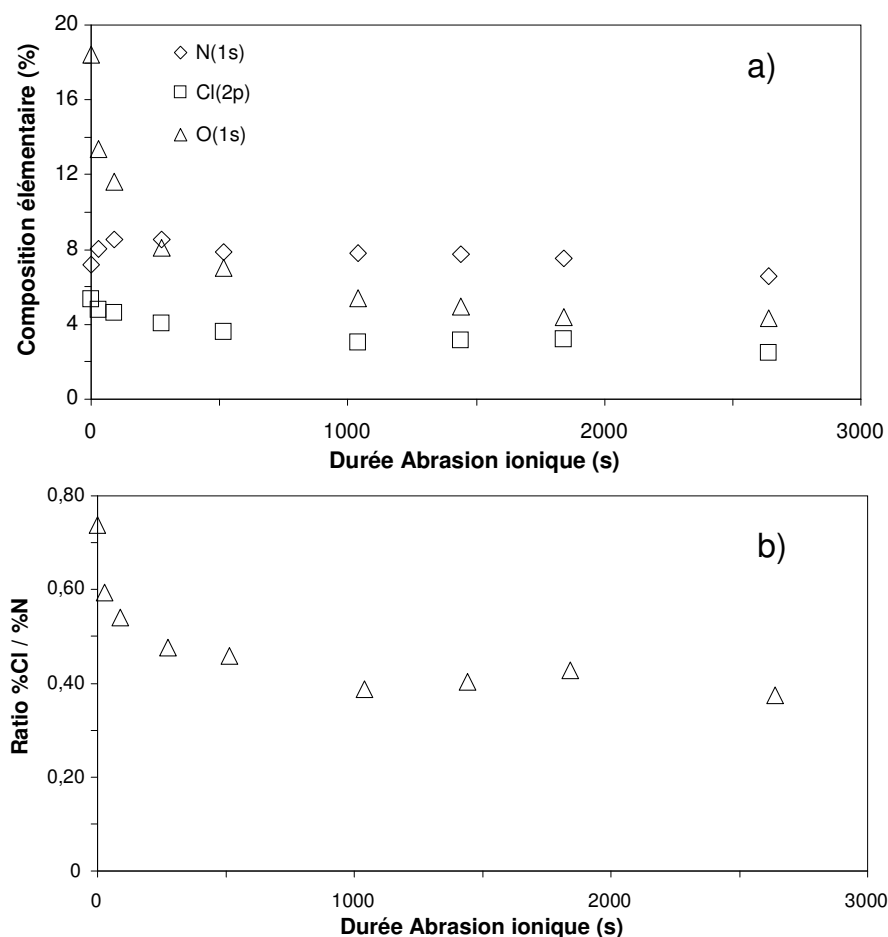 20
16
12
8
4
0
Composition élémentaire (%)
N(1s)
Cl(2p)
O(1s)
a)
0 1000 2000 3000
Durée Abrasion ionique (s)
0,80
0,60
0,40
0,20
0
Ratio %Cl / %N
b)
0 1000 2000 3000
Durée Abrasion ionique (s)